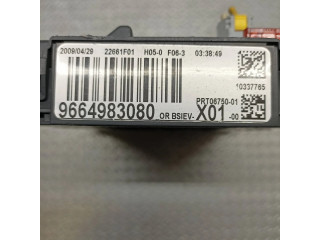 2009/04/28 22661F01 H05-0 F06-3 03:38:49
10337765
PRT06750-01
9664983080 OR BSIEV- X01 -00